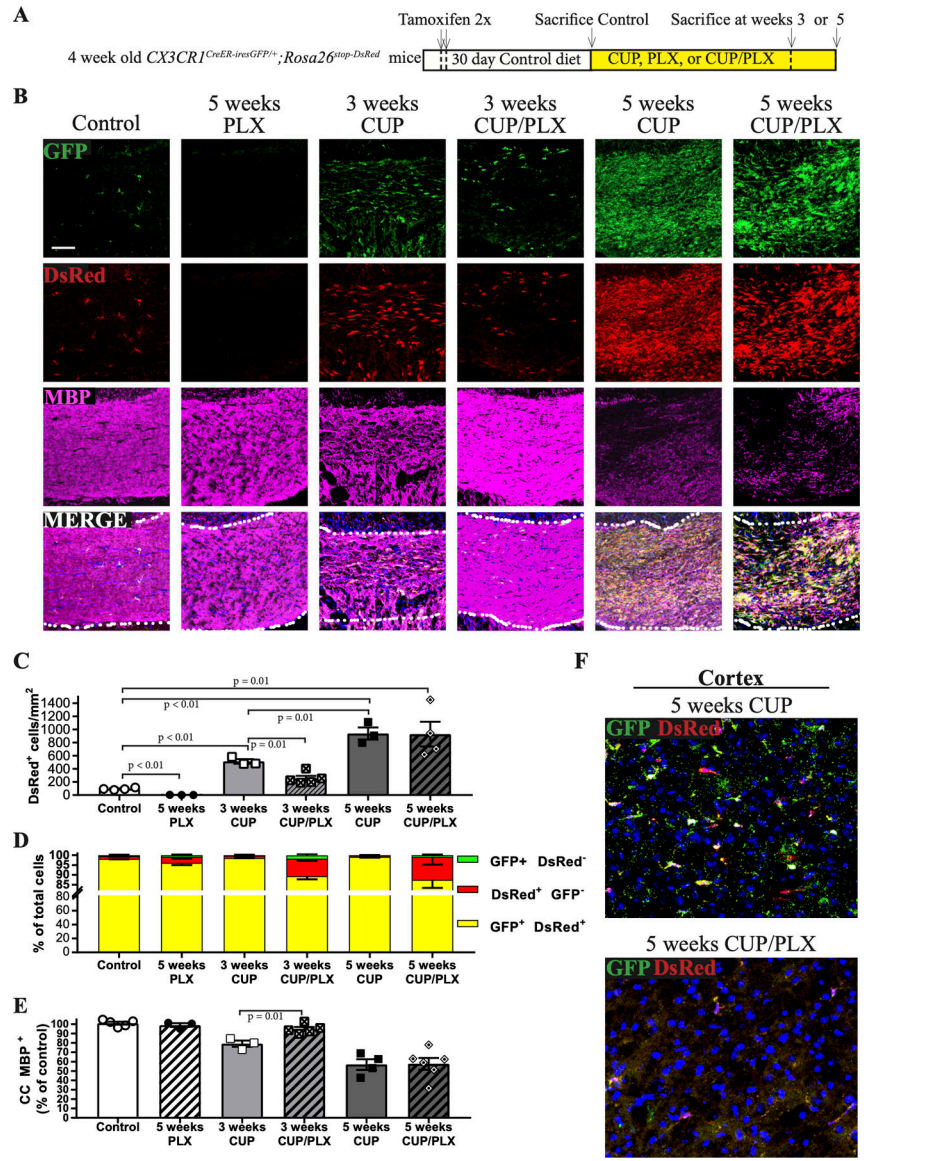 A
Tamoxifen 2x
Sacrifice Control
Sacrifice at weeks 3 or 5
4 week old CX3CR1^CreER-iresGFP/+;Rosa26^stop-DsRed mice
30 day Control diet
CUP, PLX, or CUP/PLX
B
Control
5 weeks PLX
3 weeks CUP
3 weeks CUP/PLX
5 weeks CUP
5 weeks CUP/PLX
GFP
DsRed
MBP
MERGE
C
DsRed+ cells/mm²
1400
1200
1000
800
600
400
200
0
p = 0.01
p < 0.01
p = 0.01
p < 0.01
p = 0.01
p < 0.01
Control
5 weeks PLX
3 weeks CUP
3 weeks CUP/PLX
5 weeks CUP
5 weeks CUP/PLX
D
% of total cells
100
95
90
85
80
60
40
20
0
GFP+ DsRed-
DsRed+ GFP-
GFP+ DsRed+
Control
5 weeks PLX
3 weeks CUP
3 weeks CUP/PLX
5 weeks CUP
5 weeks CUP/PLX
E
CC MBP +
(% of control)
100
90
80
70
60
50
40
30
20
10
0
p = 0.01
Control
5 weeks PLX
3 weeks CUP
3 weeks CUP/PLX
5 weeks CUP
5 weeks CUP/PLX
F
Cortex
5 weeks CUP
GFP DsRed
5 weeks CUP/PLX
GFP DsRed